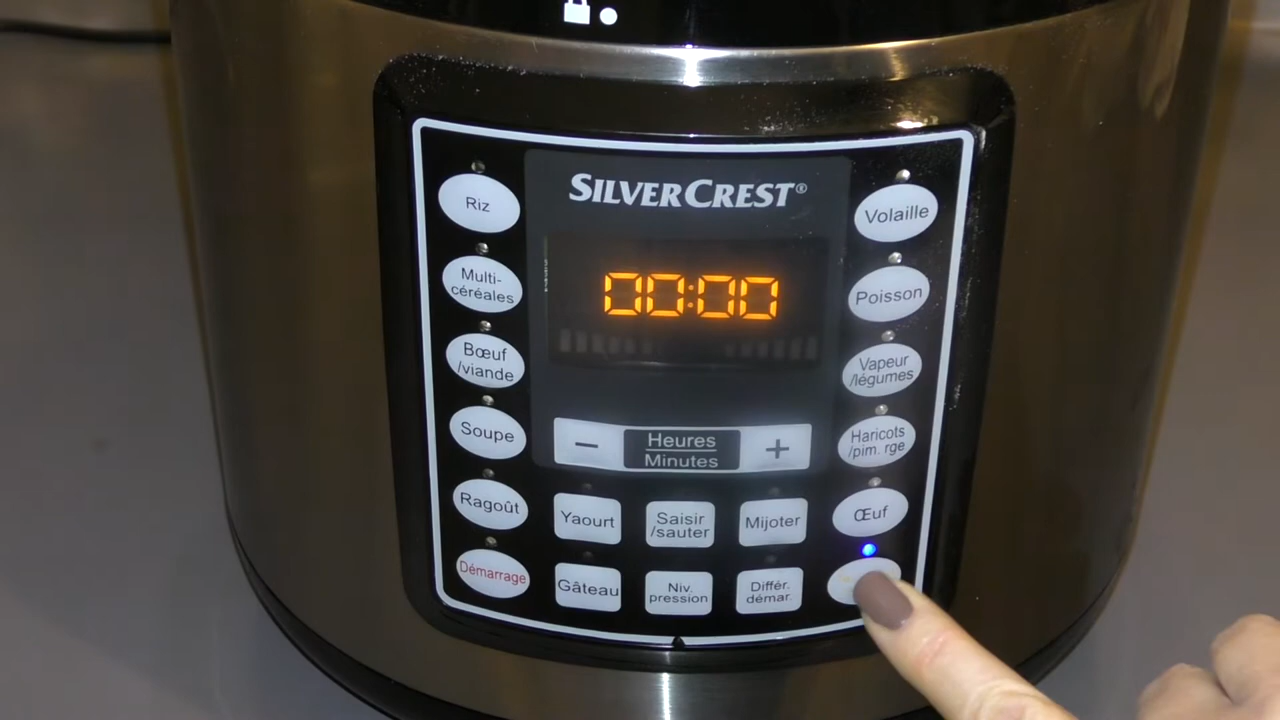 SILVERCREST®
Riz
Multi-
céréales
Bœuf
/viande
Soupe
Ragoût
Démarrage
00:00
−
Heures
Minutes
+
Yaourt
Saisir
/sauter
Mijoter
Gâteau
Niv.
pression
Différ.
démar.
Volaille
Poisson
Vapeur
/légumes
Haricots
/pim. rge
Œuf